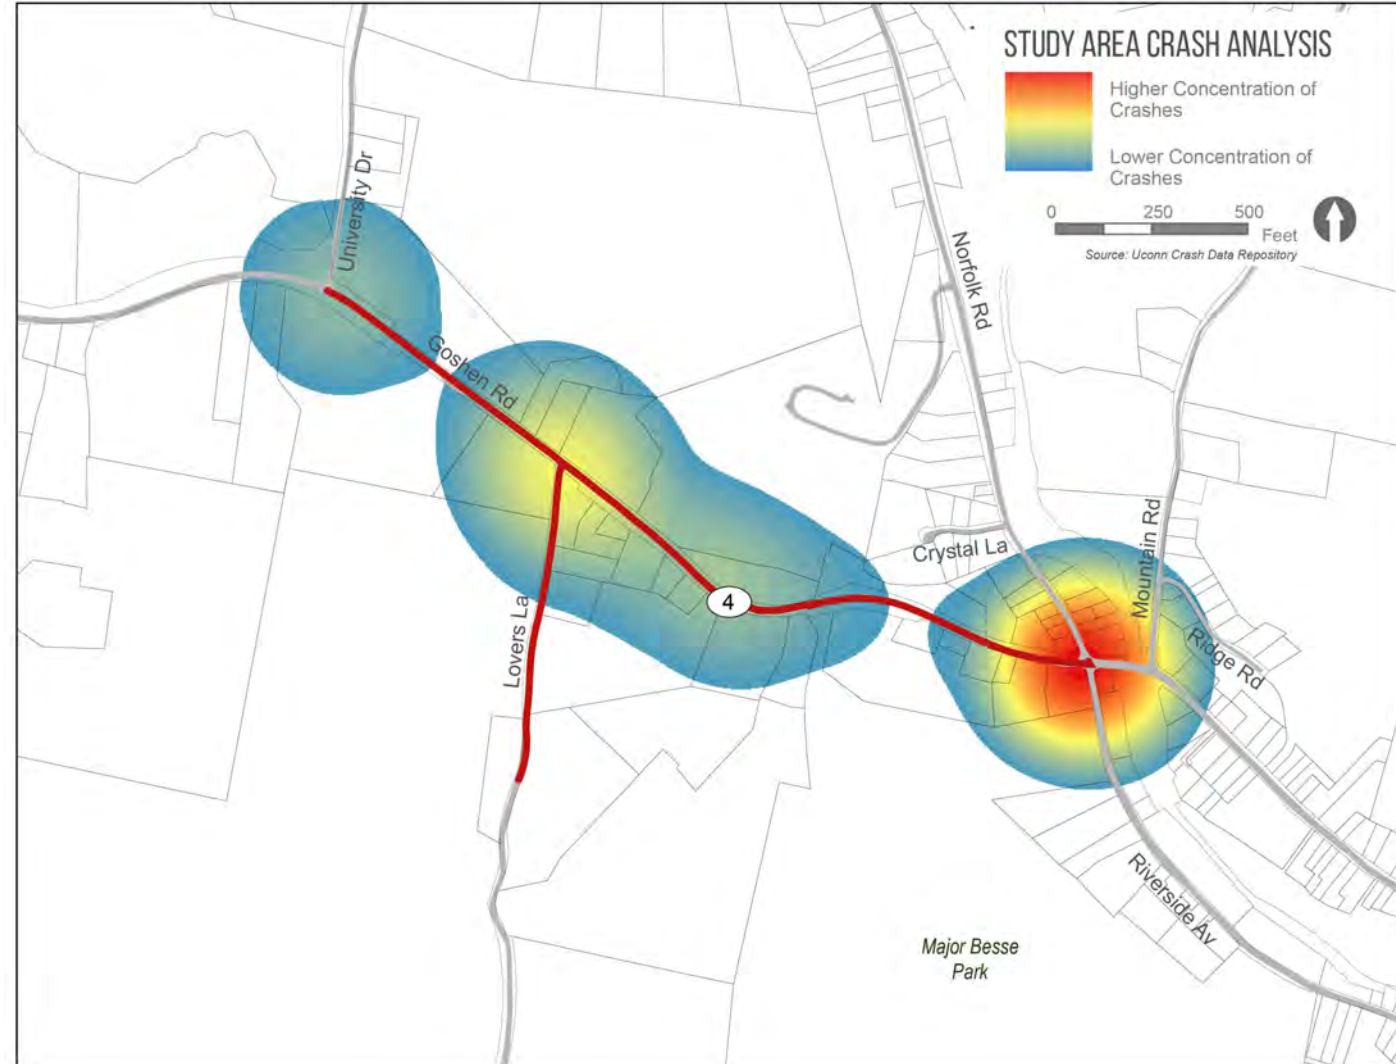 STUDY AREA CRASH ANALYSIS
Higher Concentration of
Crashes
Lower Concentration of
Crashes
0 250 500
Feet
Source: Uconn Crash Data Repository
University Dr
Goshen Rd
Norfolk Rd
Mountain Rd
Crystal La
Ridge Rd
4
Lovers La
Riverside Av
Major Besse
Park